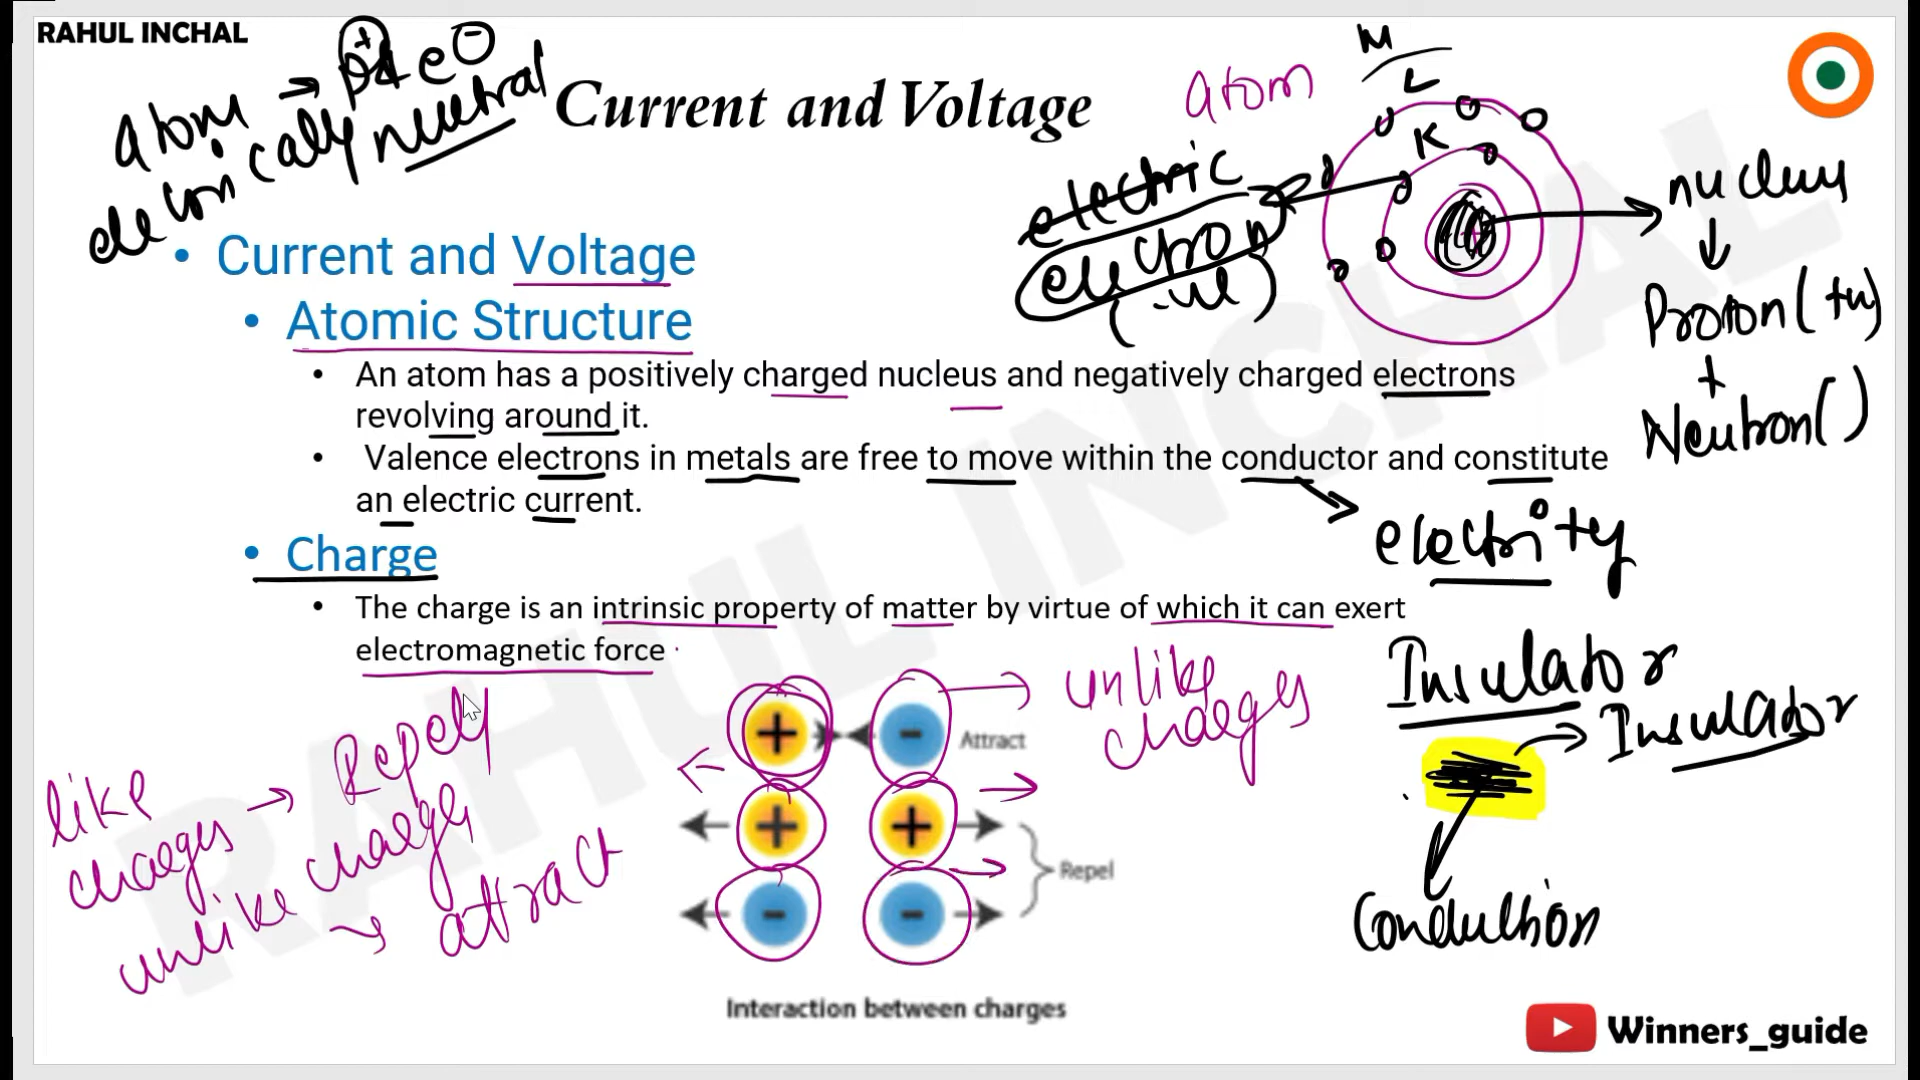 RAHUL INCHAL
Atom → p+ e-
neutral
Current and Voltage
Atom
M
L
K
electric
electron
(-ve)
nucleus
Proton(+ve)
+
Neutron()
• Current and Voltage
• Atomic Structure
• An atom has a positively charged nucleus and negatively charged electrons
revolving around it.
• Valence electrons in metals are free to move within the conductor and constitute
an electric current.
• Charge
• The charge is an intrinsic property of matter by virtue of which it can exert
electromagnetic force
Insulator
Insulator
unlike
charges
+ - Attract
+ +
- - Repel
like
charges → Repel
unlike charges
→ attract
Interaction between charges
Winners_guide
RAHUL INCHAL